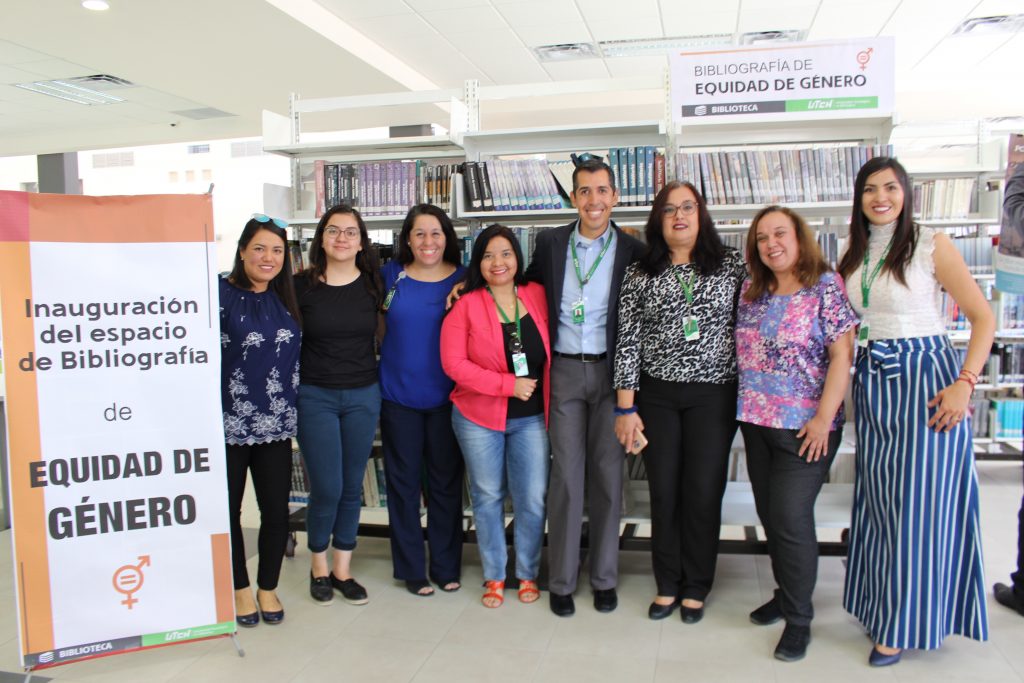 Inauguración
del espacio
de Bibliografía
de
EQUIDAD DE
GÉNERO
BIBLIOTECA
UTCH
BIBLIOGRAFÍA DE
EQUIDAD DE GÉNERO
BIBLIOTECA
UTCH